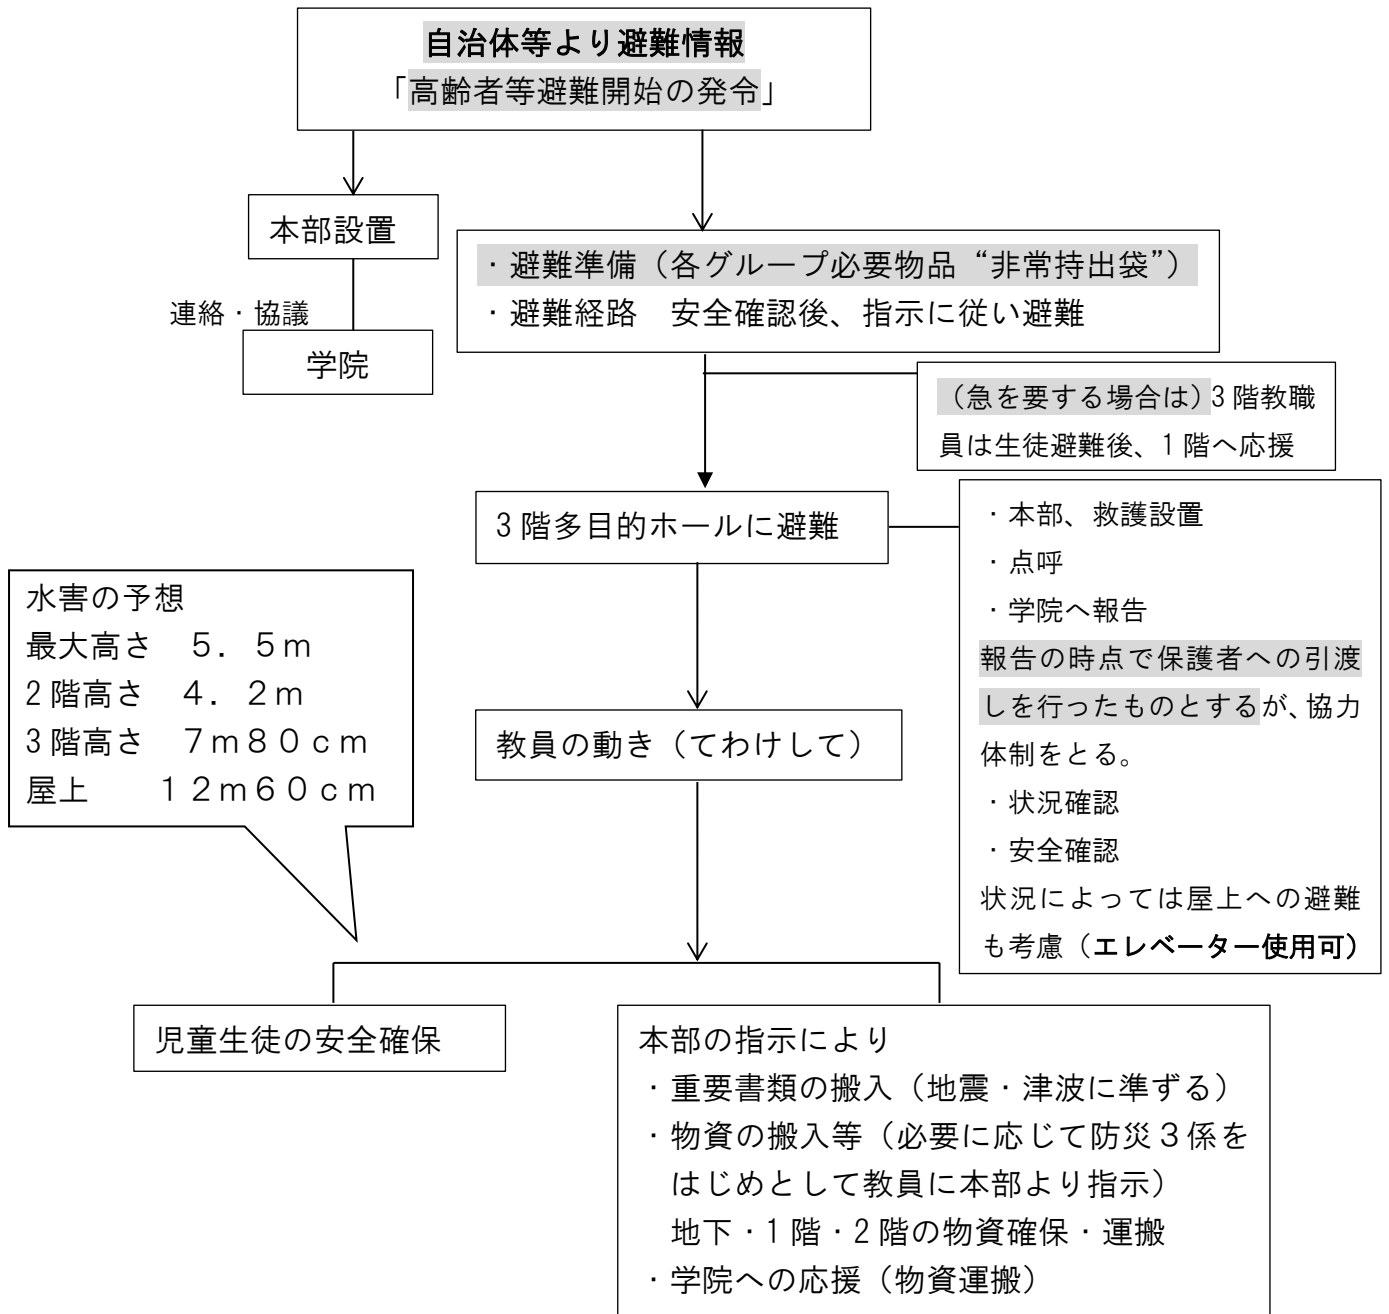 自治体等より避難情報
「高齢者等避難開始の発令」
本部設置
連絡・協議
学院
・避難準備（各グループ必要物品“非常持出袋”）
・避難経路　安全確認後、指示に従い避難
（急を要する場合は）3階教職
員は生徒避難後、1階へ応援
3階多目的ホールに避難
・本部、救護設置
・点呼
・学院へ報告
報告の時点で保護者への引渡
しを行ったものとするが、協力
体制をとる。
・状況確認
・安全確認
状況によっては屋上への避難
も考慮（エレベーター使用可）
水害の予想
最大高さ　５．５ｍ
2階高さ　４．２ｍ
3階高さ　７ｍ８０ｃｍ
屋上　　１２ｍ６０ｃｍ
教員の動き（てわけして）
児童生徒の安全確保
本部の指示により
・重要書類の搬入（地震・津波に準ずる）
・物資の搬入等（必要に応じて防災３係を
はじめとして教員に本部より指示）
地下・1階・2階の物資確保・運搬
・学院への応援（物資運搬）